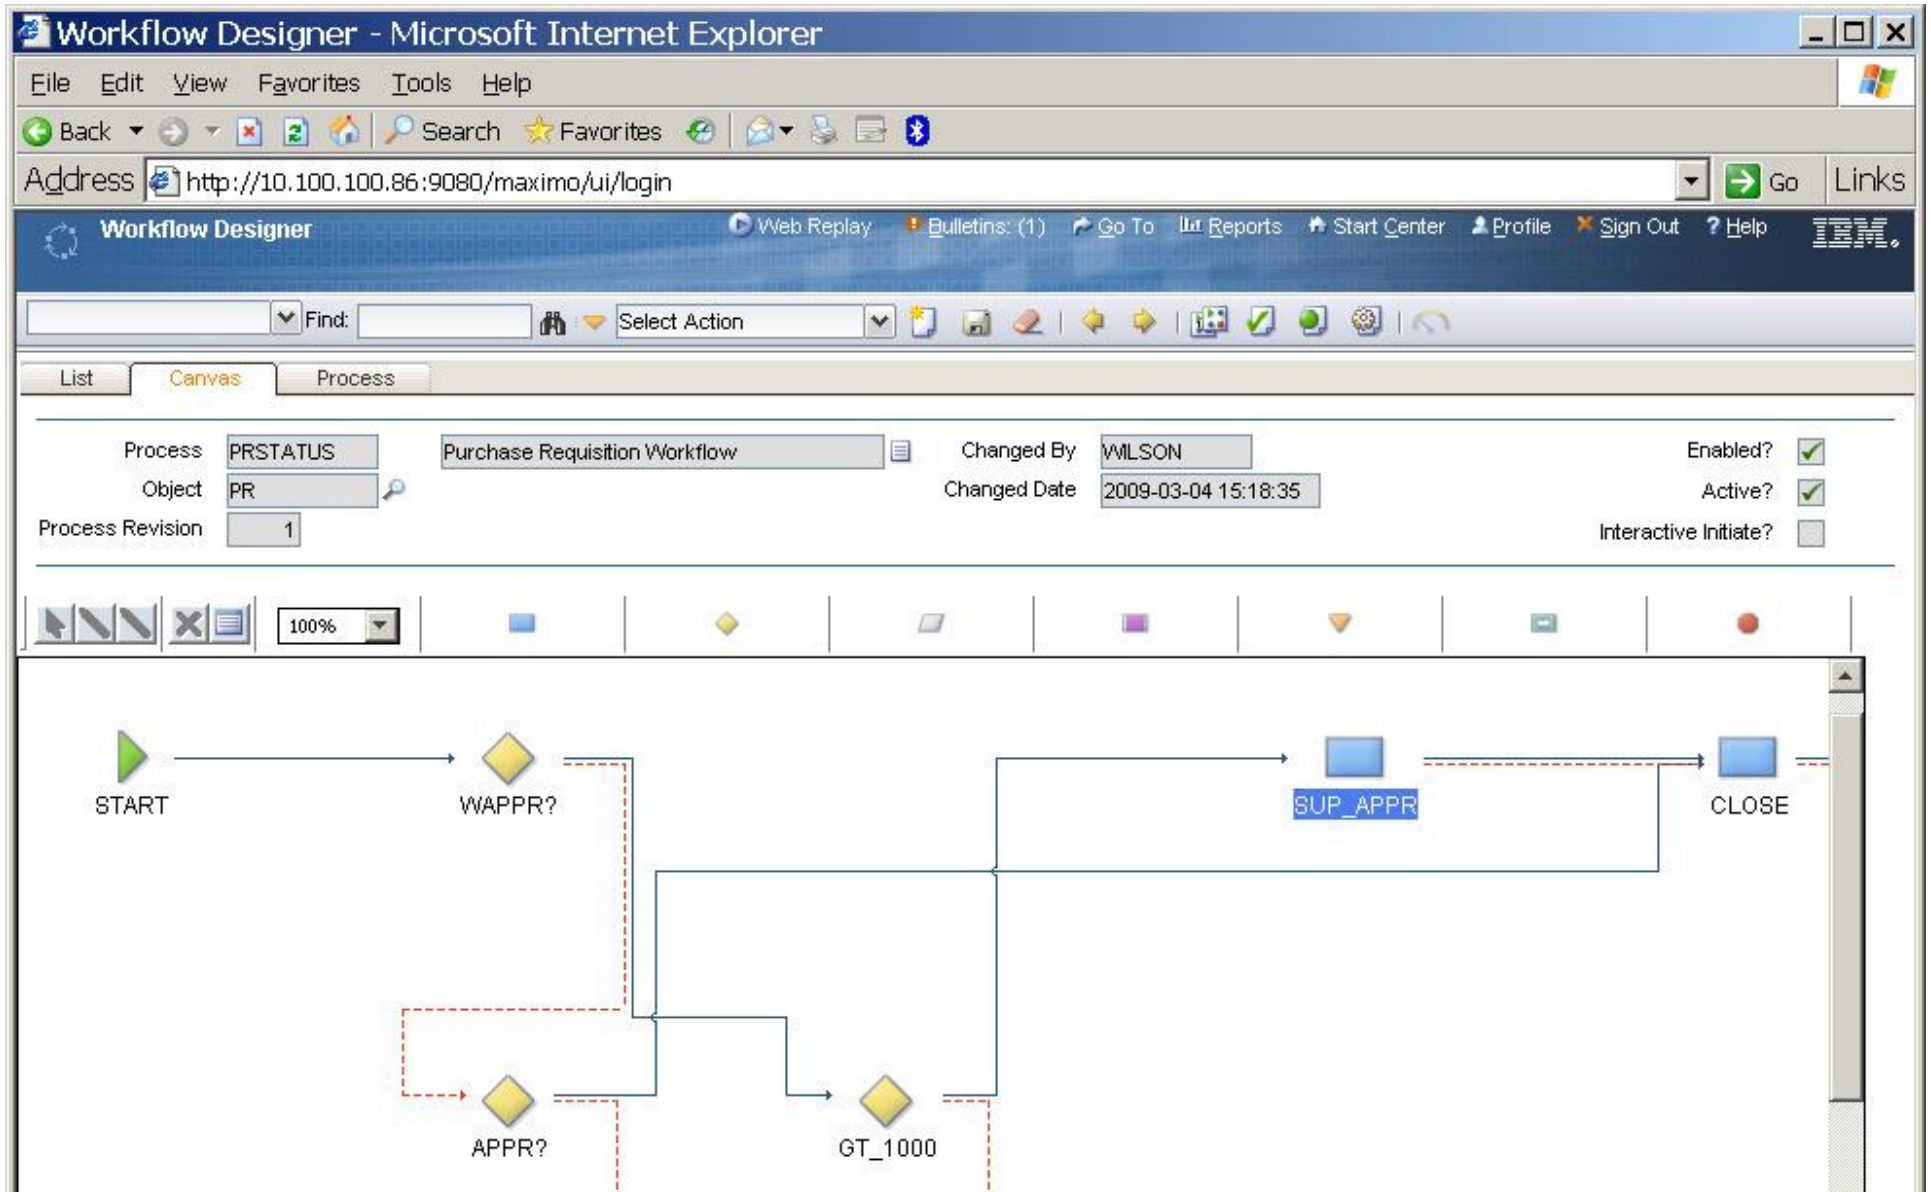 Workflow Designer - Microsoft Internet Explorer
File Edit View Favorites Tools Help
Back Search Favorites
Address http://10.100.100.86:9080/maximo/ui/login Go Links
Workflow Designer Web Replay Bulletins: (1) Go To Reports Start Center Profile Sign Out ? Help IBM.
Find: Select Action
List Canvas Process
Process PRSTATUS Purchase Requisition Workflow Changed By WILSON Enabled?
Object PR Changed Date 2009-03-04 15:18:35 Active?
Process Revision 1 Interactive Initiate?
100%
START WAPPR? SUP_APPR CLOSE
APPR? GT_1000